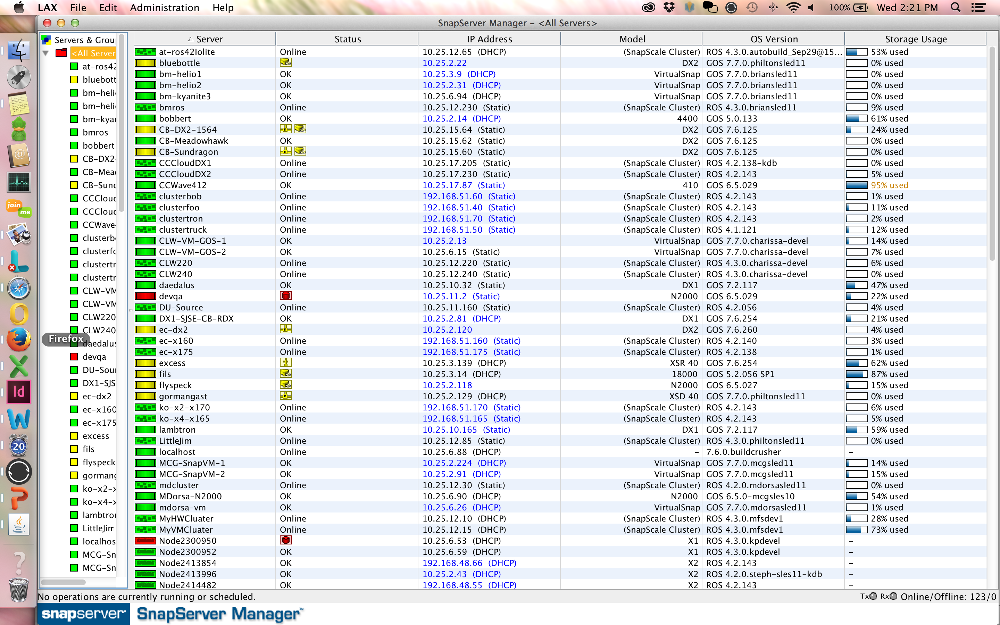 LAX File Edit Administration Help 100% Wed 2:21 PM
SnapServer Manager – <All Servers>
Servers & Grou
<All Server
at-ros42
bluebott
bm-heli
bm-heli
bm-kya
bmros
bobbert
CB-DX2-
CB-Mea
CB-Sund
CCClou
CCClou
CCWave
clusterb
clusterfo
clustertr
clustertr
CLW-VM
CLW-VM
CLW220
CLW240
daedalus
devqa
DU-Sour
DX1-SJS
ec-dx2
ec-x160
ec-x175
excess
fils
flyspeck
gormang
ko-x2-x
ko-x4-x
lambtro
LittleJim
localhos
MCG-Sn
MCG-Sn
Firefox
join
me
Id
20
Server Status IP Address Model OS Version Storage Usage
at-ros42Iolite Online 10.25.12.65 (DHCP) (SnapScale Cluster) ROS 4.3.0.autobuild_Sep29@15... 53% used
bluebottle 10.25.2.22 DX2 GOS 7.7.0.philtonsled11 0% used
bm-helio1 OK 10.25.3.9 (DHCP) VirtualSnap GOS 7.7.0.briansled11 0% used
bm-helio2 OK 10.25.2.31 (DHCP) VirtualSnap GOS 7.7.0.briansled11 0% used
bm-kyanite3 OK 10.25.6.94 (DHCP) VirtualSnap GOS 7.7.0.briansled11 0% used
bmros Online 10.25.12.230 (Static) (SnapScale Cluster) ROS 4.3.0.briansled11 9% used
bobbert OK 10.25.2.14 (DHCP) 4400 GOS 5.0.133 61% used
CB-DX2-1564 10.25.15.64 (Static) DX2 GOS 7.6.125 24% used
CB-Meadowhawk OK 10.25.15.62 (Static) DX2 GOS 7.6.125 0% used
CB-Sundragon 10.25.15.60 (Static) DX2 GOS 7.6.125 0% used
CCCloudDX1 Online 10.25.17.205 (Static) (SnapScale Cluster) ROS 4.2.138-kdb 0% used
CCCloudDX2 Online 10.25.17.230 (Static) (SnapScale Cluster) ROS 4.2.143 5% used
CCWave412 OK 10.25.17.87 (Static) 410 GOS 6.5.029 95% used
clusterbob Online 192.168.51.60 (Static) (SnapScale Cluster) ROS 4.2.143 1% used
clusterfoo Online 192.168.51.40 (Static) (SnapScale Cluster) ROS 4.2.143 11% used
clustertron Online 192.168.51.70 (Static) (SnapScale Cluster) ROS 4.2.143 2% used
clustertruck Online 192.168.51.50 (Static) (SnapScale Cluster) ROS 4.1.121 12% used
CLW-VM-GOS-1 OK 10.25.2.13 VirtualSnap GOS 7.7.0.charissa-devel 14% used
CLW-VM-GOS-2 OK 10.25.6.15 (Static) VirtualSnap GOS 7.7.0.charissa-devel 7% used
CLW220 Online 10.25.12.220 (Static) (SnapScale Cluster) ROS 4.3.0.charissa-devel 6% used
CLW240 Online 10.25.12.240 (Static) (SnapScale Cluster) ROS 4.3.0.charissa-devel 0% used
daedalus OK 10.25.10.32 (Static) DX1 GOS 7.2.117 47% used
devqa 10.25.11.2 (Static) N2000 GOS 6.5.029 22% used
DU-Source Online 10.25.11.160 (Static) (SnapScale Cluster) ROS 4.2.056 4% used
DX1-SJSE-CB-RDX OK 10.25.2.81 (DHCP) DX1 GOS 7.6.254 21% used
ec-dx2 10.25.2.120 DX2 GOS 7.6.260 4% used
ec-x160 Online 192.168.51.160 (Static) (SnapScale Cluster) ROS 4.2.140 3% used
ec-x175 Online 192.168.51.175 (Static) (SnapScale Cluster) ROS 4.2.138 1% used
excess 10.25.3.139 (DHCP) XSR 40 GOS 7.6.254 62% used
fils 10.25.3.14 (DHCP) 18000 GOS 5.2.056 SP1 87% used
flyspeck 10.25.2.118 N2000 GOS 6.5.027 15% used
gormangast 10.25.2.129 (DHCP) XSD 40 GOS 7.7.0.philtonsled11 0% used
ko-x2-x170 Online 192.168.51.170 (Static) (SnapScale Cluster) ROS 4.2.143 6% used
ko-x4-x165 Online 192.168.51.165 (Static) (SnapScale Cluster) ROS 4.2.143 5% used
lambtron OK 10.25.10.165 (Static) DX1 GOS 7.2.117 59% used
LittleJim Online 10.25.12.85 (Static) (SnapScale Cluster) ROS 4.3.0.philtonsled11 0% used
localhost Online 10.25.6.88 (DHCP) – 7.6.0.buildcrusher –
MCG-SnapVM-1 OK 10.25.2.224 (DHCP) VirtualSnap GOS 7.7.0.mcgsled11 14% used
MCG-SnapVM-2 OK 10.25.2.91 (DHCP) VirtualSnap GOS 7.7.0.mcgsled11 15% used
mdcluster Online 10.25.12.30 (Static) (SnapScale Cluster) ROS 4.2.0.mdorsasled11 0% used
MDorsa-N2000 OK 10.25.6.90 (DHCP) N2000 GOS 6.5.0-mcgsles10 54% used
mdorsa-vm OK 10.25.6.26 (DHCP) VirtualSnap GOS 7.7.0.mdorsasled11 1% used
MyHWCluater Online 10.25.12.10 (DHCP) (SnapScale Cluster) ROS 4.3.0.mfsdev1 28% used
MyVMCluater Online 10.25.12.15 (DHCP) (SnapScale Cluster) ROS 4.3.0.mfsdev1 73% used
Node2300950 10.25.6.53 (DHCP) X1 ROS 4.3.0.kpdevel –
Node2300952 OK 10.25.6.59 (DHCP) X1 ROS 4.3.0.kpdevel –
Node2413854 OK 192.168.48.66 (DHCP) X2 ROS 4.2.143 –
Node2413996 OK 10.25.2.43 (DHCP) X2 ROS 4.2.0.steph-sles11-kdb –
Node2414482 OK 192.168.48.55 (DHCP) X2 ROS 4.2.143 –
No operations are currently running or scheduled. Tx Rx Online/Offline: 123/0
snapserver SnapServer Manager™